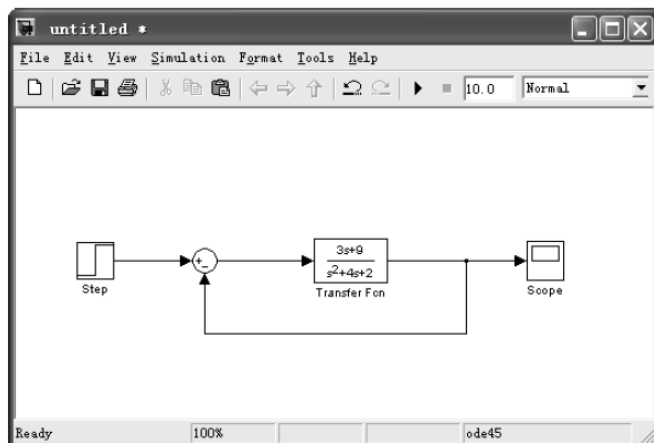 untitled *
File Edit View Simulation Format Tools Help
10.0 Normal
+
−
3s+9
s²+4s+2
Step
Transfer Fcn
Scope
Ready 100% ode45